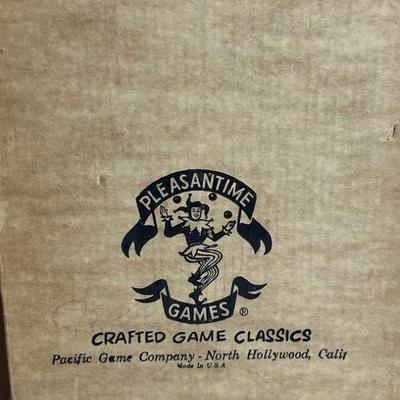 PLEASANTIME
GAMES ®
CRAFTED GAME CLASSICS
Pacific Game Company - North Hollywood, Calif
Made In U.S.A